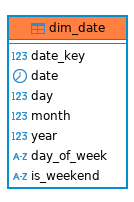 dim_date
123 date_key
date
123 day
123 month
123 year
A-Z day_of_week
A-Z is_weekend